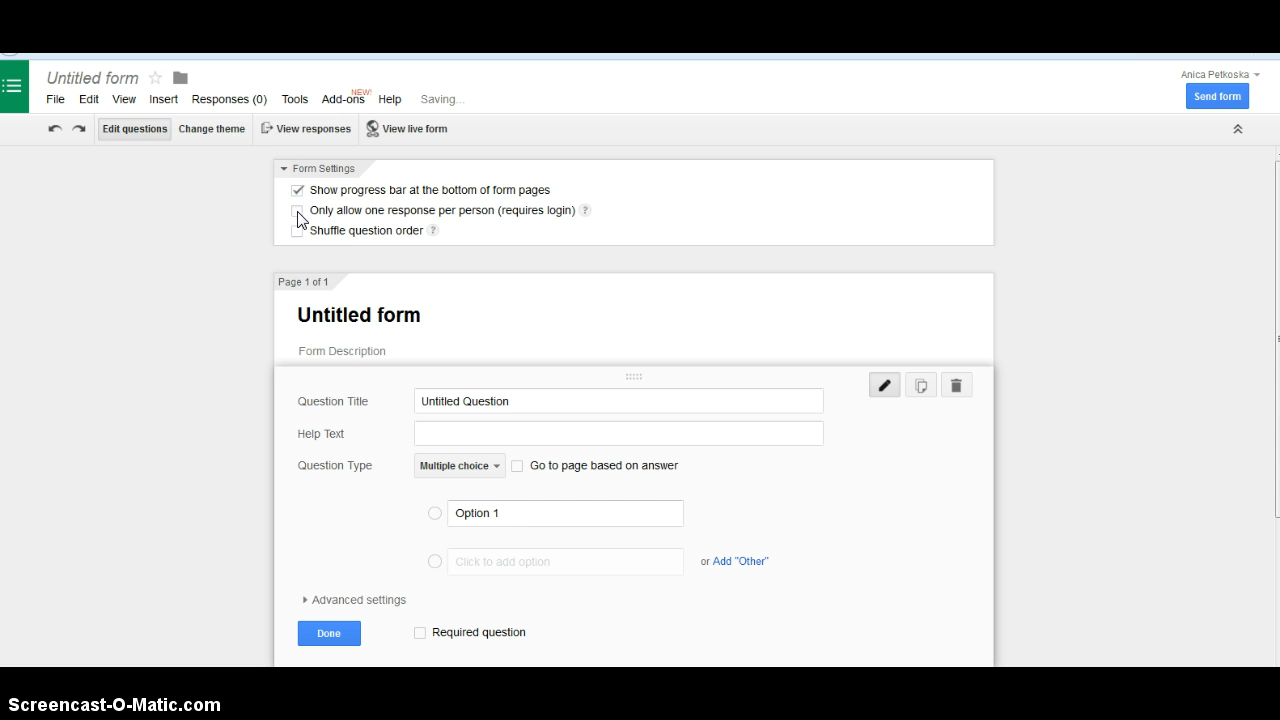 Untitled form
Anica Petkoska
File Edit View Insert Responses (0) Tools Add-ons NEW! Help Saving...
Send form
Edit questions Change theme View responses View live form
Form Settings
Show progress bar at the bottom of form pages
Only allow one response per person (requires login) ?
Shuffle question order ?
Page 1 of 1
Untitled form
Form Description
Question Title Untitled Question
Help Text
Question Type Multiple choice Go to page based on answer
Option 1
Click to add option or Add "Other"
Advanced settings
Done Required question
Screencast-O-Matic.com